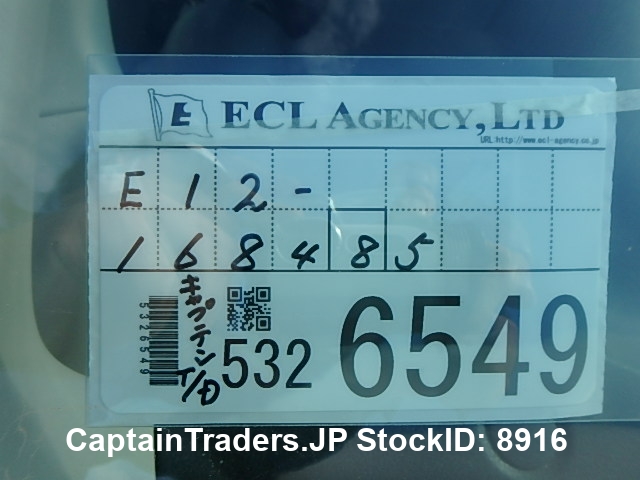 E ECL AGENCY, LTD
URL:http://www.ecl-agency.co.jp
E12-
168485
キャプテン T/D
5326549
532 6549
CaptainTraders.JP StockID: 8916